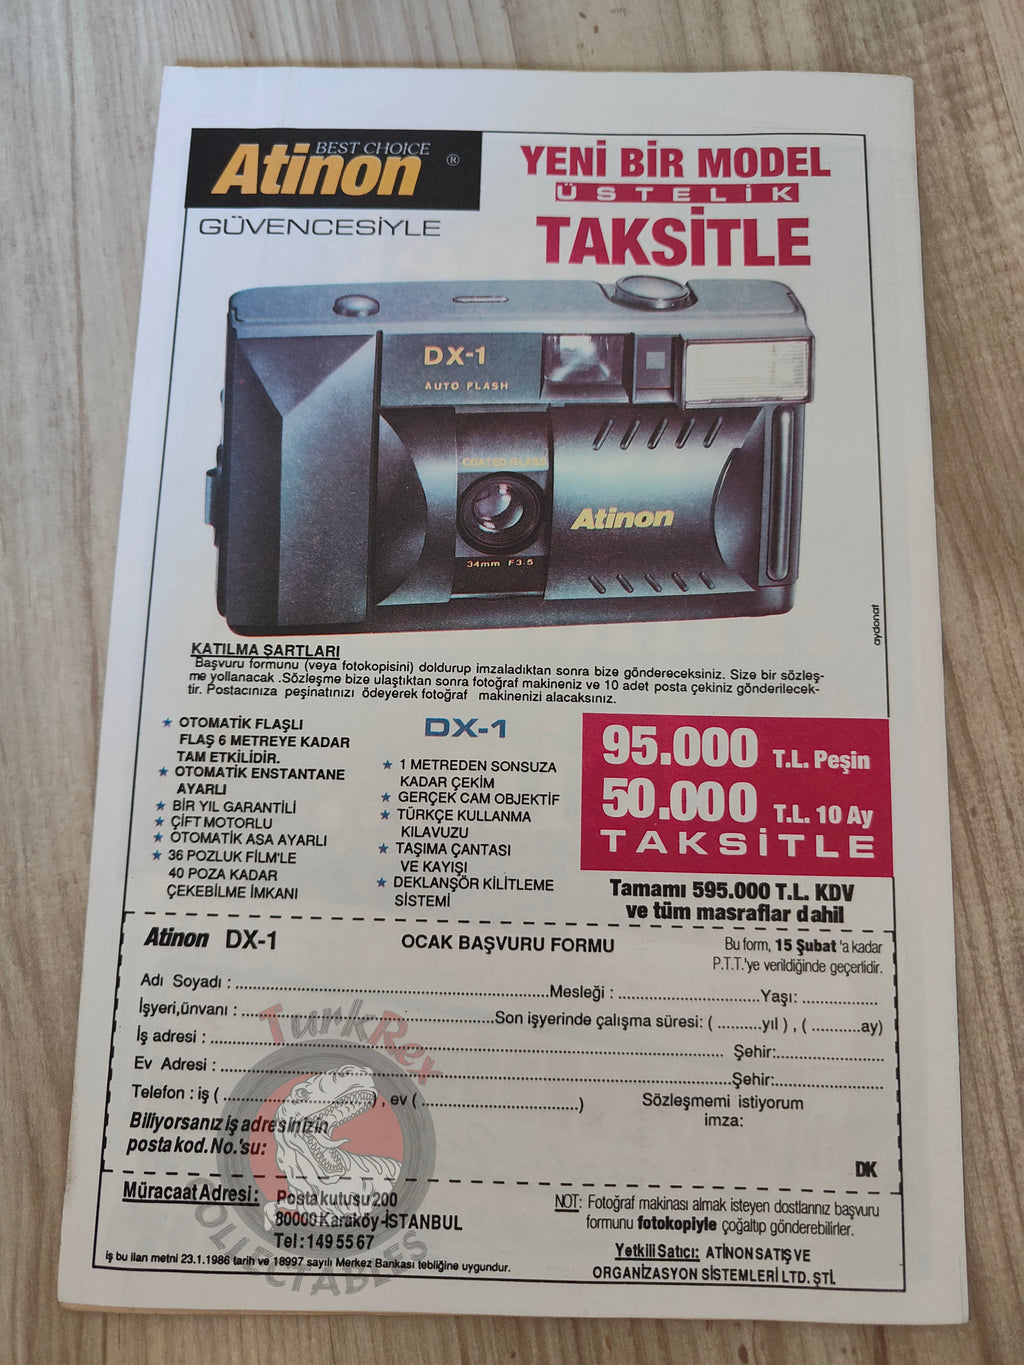 BEST CHOICE
Atinon ®
GÜVENCESİYLE
YENİ BİR MODEL
ÜSTELİK
TAKSİTLE
DX-1
AUTO FLASH
COATED GLASS
Atinon
34mm F3.5
aydonat
KATILMA ŞARTLARI
Başvuru formunu (veya fotokopisini) doldurup imzaladıktan sonra bize göndereceksiniz. Size bir sözleş-
me yollanacak .Sözleşme bize ulaştıktan sonra fotoğraf makineniz ve 10 adet posta çekiniz gönderilecek-
tir. Postacınıza peşinatınızı ödeyerek fotoğraf makinenizi alacaksınız.
★ OTOMATİK FLAŞLI
FLAŞ 6 METREYE KADAR
TAM ETKİLİDİR.
★ OTOMATİK ENSTANTANE
AYARLI
★ BİR YIL GARANTİLİ
★ ÇİFT MOTORLU
★ OTOMATİK ASA AYARLI
★ 36 POZLUK FİLM'LE
40 POZA KADAR
ÇEKEBİLME İMKANI
DX-1
★ 1 METREDEN SONSUZA
KADAR ÇEKİM
★ GERÇEK CAM OBJEKTİF
★ TÜRKÇE KULLANMA
KILAVUZU
★ TAŞIMA ÇANTASI
VE KAYIŞI
★ DEKLANŞÖR KİLİTLEME
SİSTEMİ
95.000 T.L. Peşin
50.000 T.L. 10 Ay
TAKSİTLE
Tamamı 595.000 T.L. KDV
ve tüm masraflar dahil
Atinon DX-1
OCAK BAŞVURU FORMU
Bu form, 15 Şubat 'a kadar
P.T.T.'ye verildiğinde geçerlidir.
Adı Soyadı : ........ Mesleği : ........ Yaşı: ........
İşyeri,ünvanı : ........ Son işyerinde çalışma süresi: ( ........yıl ) , ( ........ay)
İş adresi : ........ Şehir:........
Ev Adresi : ........ Şehir:........
Telefon : iş ( ........) , ev ( ........)
Sözleşmemi istiyorum
imza:
Biliyorsanız iş adresinizin
posta kod. No.'su:
DK
Müracaat Adresi : Posta kutusu 200
80000 Karaköy-İSTANBUL
Tel : 149 55 67
NOT: Fotoğraf makinası almak isteyen dostlarınız başvuru
formunu fotokopiyle çoğaltıp gönderebilirler.
Yetkili Satıcı: ATİNON SATIŞ VE
ORGANİZASYON SİSTEMLERİ LTD. ŞTİ.
İş bu ilan metni 23.1.1986 tarih ve 18997 sayılı Merkez Bankası tebliğine uygundur.
TurkRex
COLLECTABLES